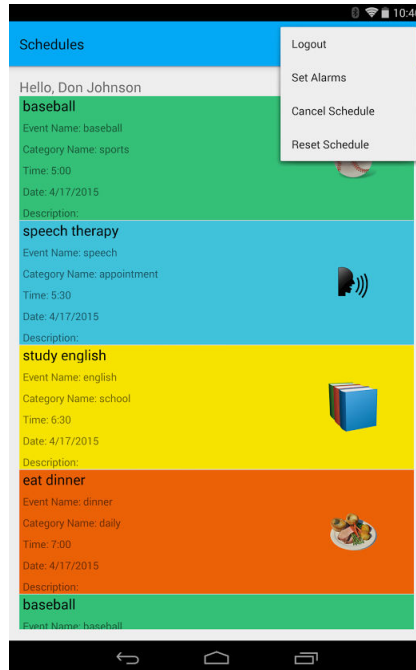 10:4
Schedules
Logout
Set Alarms
Cancel Schedule
Reset Schedule
Hello, Don Johnson
baseball
Event Name: baseball
Category Name: sports
Time: 5:00
Date: 4/17/2015
Description:
speech therapy
Event Name: speech
Category Name: appointment
Time: 5:30
Date: 4/17/2015
Description:
study english
Event Name: english
Category Name: school
Time: 6:30
Date: 4/17/2015
Description:
eat dinner
Event Name: dinner
Category Name: daily
Time: 7:00
Date: 4/17/2015
Description:
baseball
Event Name: baseball